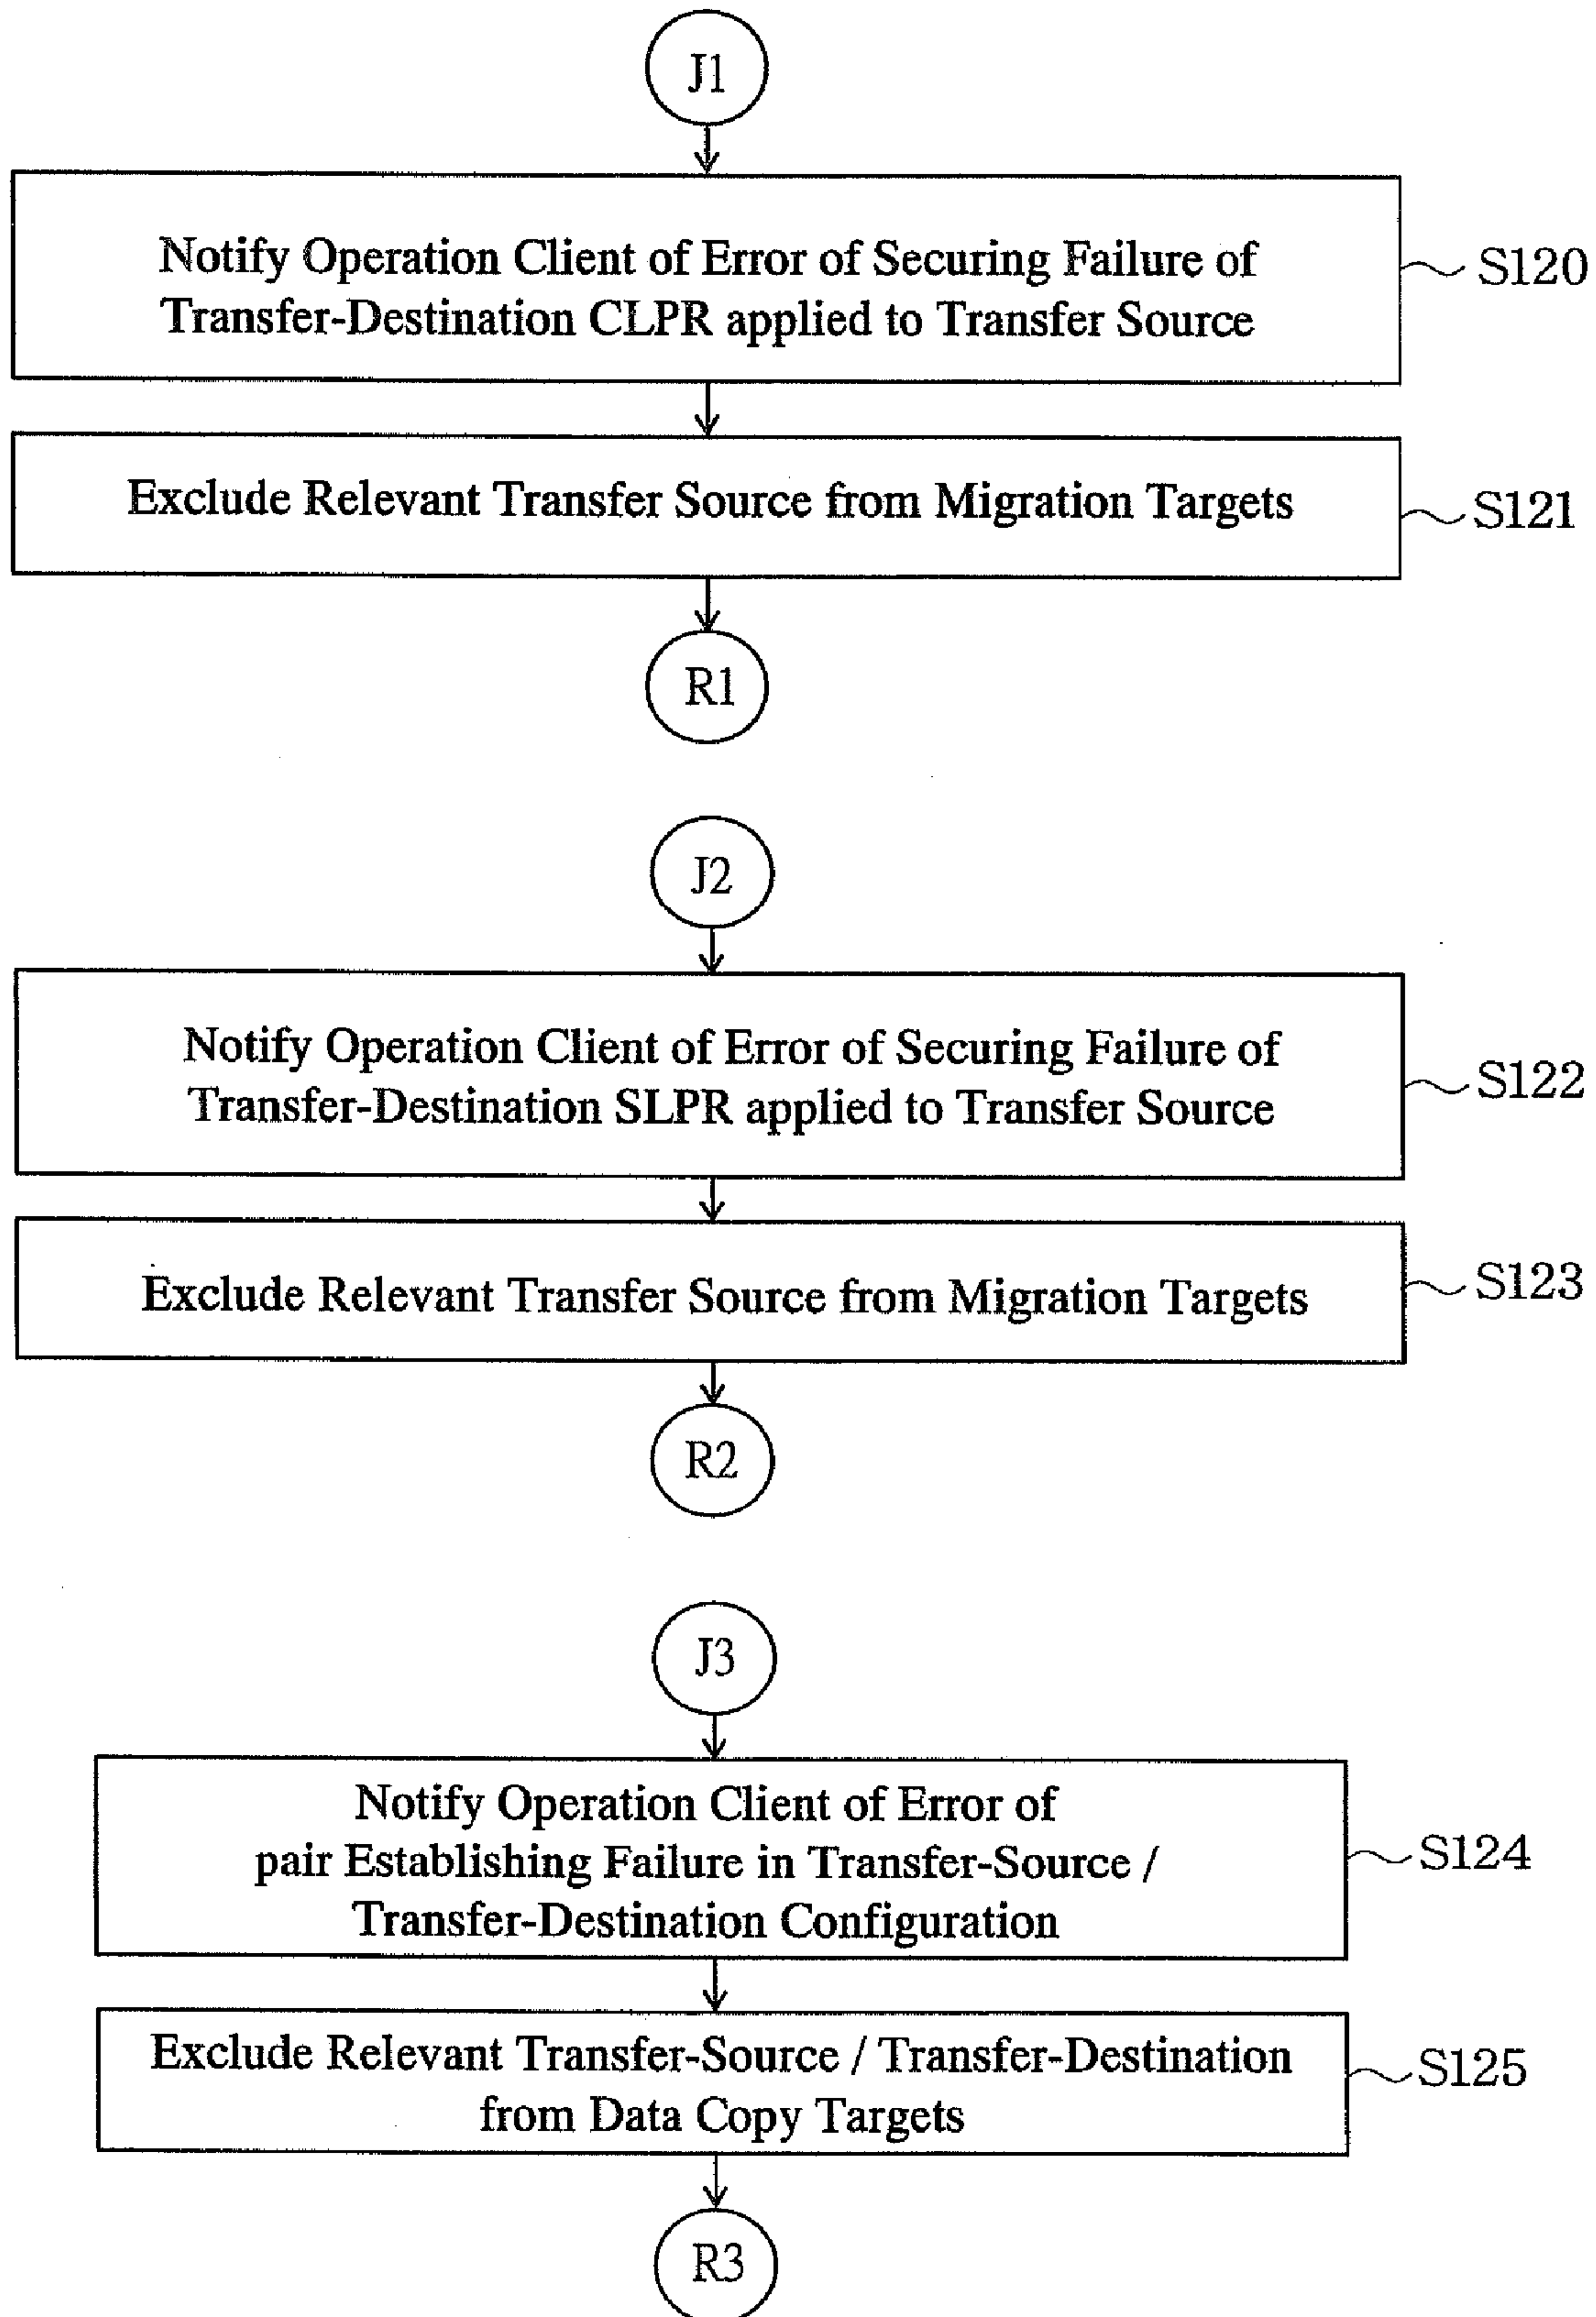 J1
Notify Operation Client of Error of Securing Failure of
Transfer-Destination CLPR applied to Transfer Source
S120
Exclude Relevant Transfer Source from Migration Targets
S121
R1
J2
Notify Operation Client of Error of Securing Failure of
Transfer-Destination SLPR applied to Transfer Source
S122
Exclude Relevant Transfer Source from Migration Targets
S123
R2
J3
Notify Operation Client of Error of
pair Establishing Failure in Transfer-Source /
Transfer-Destination Configuration
S124
Exclude Relevant Transfer-Source / Transfer-Destination
from Data Copy Targets
S125
R3